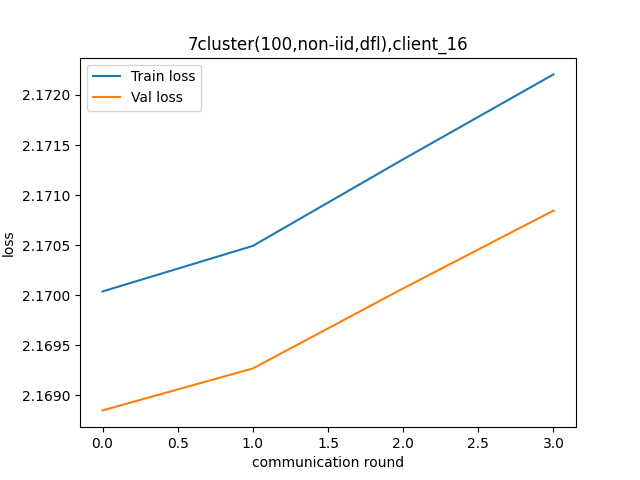 7cluster(100,non-iid,dfl),client_16
Train loss
Val loss
2.1720
2.1715
2.1710
2.1705
2.1700
2.1695
2.1690
loss
0.0 0.5 1.0 1.5 2.0 2.5 3.0
communication round